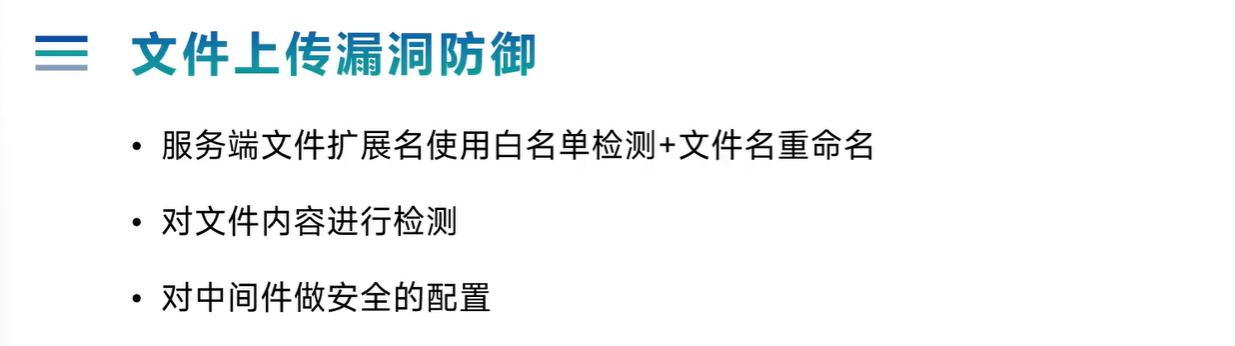 文件上传漏洞防御
• 服务端文件扩展名使用白名单检测+文件名重命名
• 对文件内容进行检测
• 对中间件做安全的配置